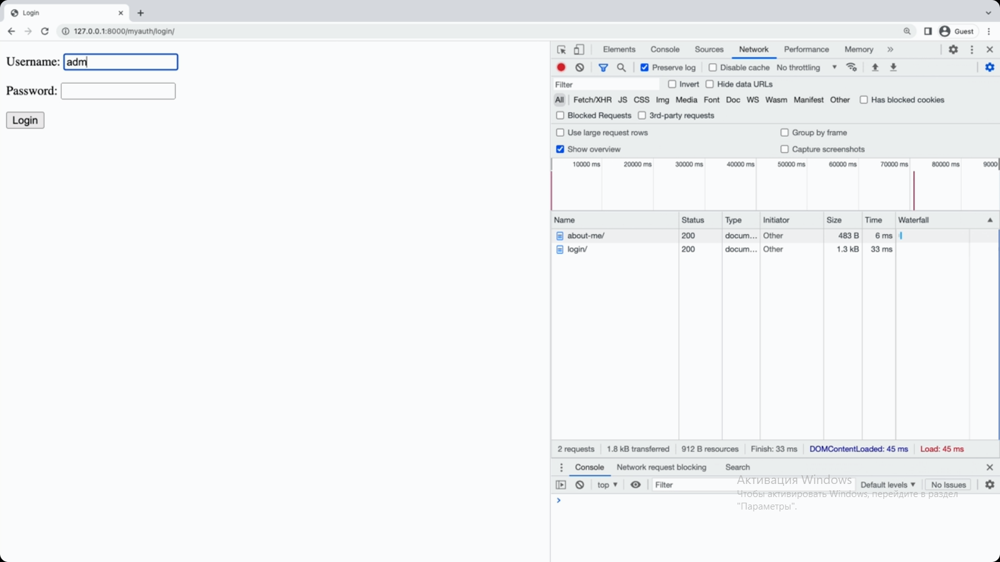 Login
127.0.0.1:8000/myauth/login/
Guest
Username: adm
Password:
Login
Elements Console Sources Network Performance Memory
Preserve log Disable cache No throttling
Filter Invert Hide data URLs
All Fetch/XHR JS CSS Img Media Font Doc WS Wasm Manifest Other Has blocked cookies
Blocked Requests 3rd-party requests
Use large request rows Group by frame
Show overview Capture screenshots
10000 ms 20000 ms 30000 ms 40000 ms 50000 ms 60000 ms 70000 ms 80000 ms 9000
Name Status Type Initiator Size Time Waterfall
about-me/ 200 docum... Other 483 B 6 ms
login/ 200 docum... Other 1.3 kB 33 ms
2 requests 1.8 kB transferred 912 B resources Finish: 33 ms DOMContentLoaded: 45 ms Load: 45 ms
Console Network request blocking Search
top Filter Default levels No Issues
Активация Windows
Чтобы активировать Windows, перейдите в раздел
"Параметры".